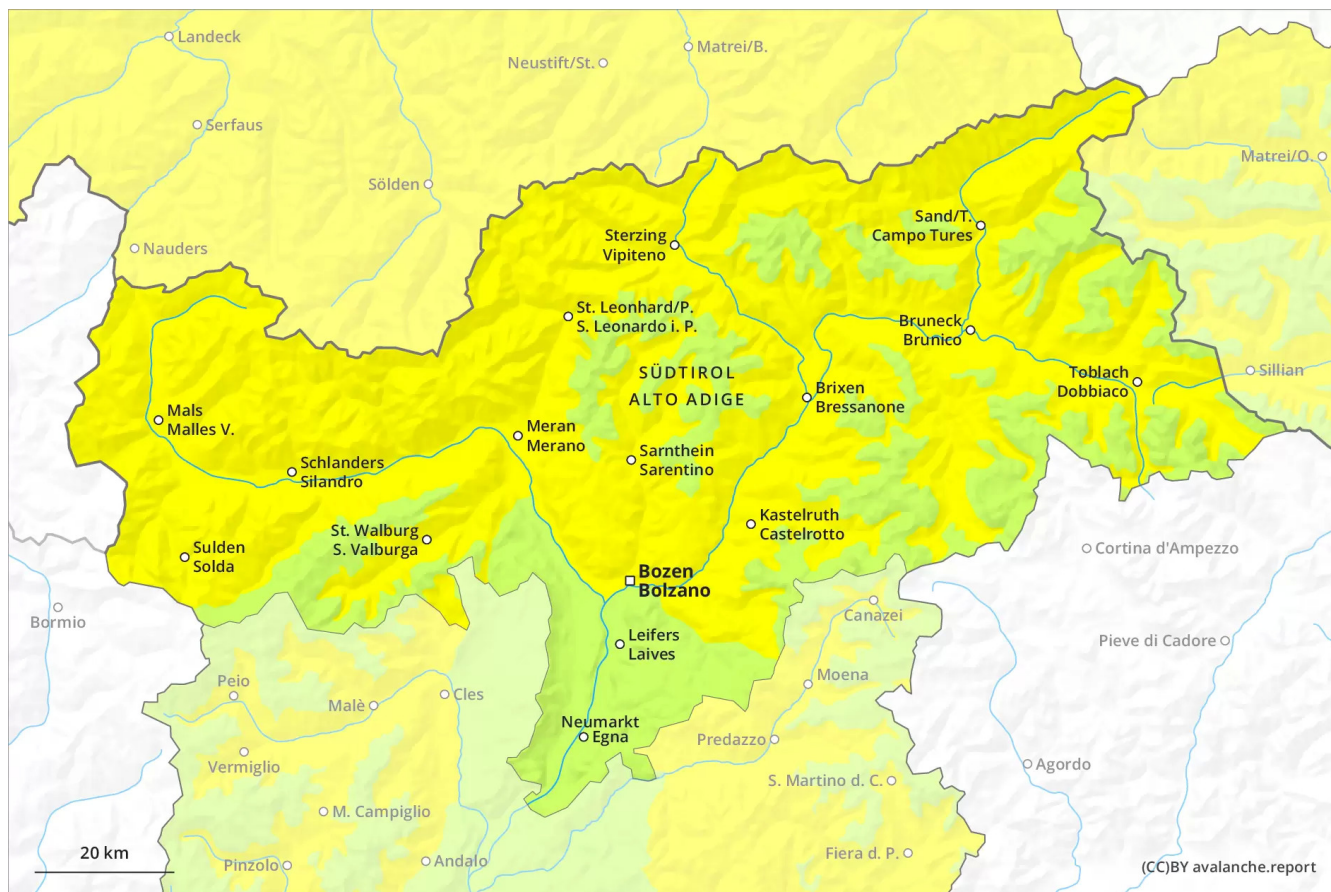 Landeck
Matrei/B.
Neustift/St.
Serfaus
Matrei/O.
Sölden
Sand/T.
Campo Tures
Sterzing
Vipiteno
Nauders
St. Leonhard/P.
S. Leonardo i. P.
Bruneck
Brunico
SÜDTIROL
ALTO ADIGE
Toblach
Dobbiaco
Sillian
Brixen
Bressanone
Mals
Malles V.
Meran
Merano
Schlanders
Silandro
Sarnthein
Sarentino
Kastelruth
Castelrotto
St. Walburg
S. Valburga
Sulden
Solda
Cortina d'Ampezzo
Bozen
Bolzano
Bormio
Canazei
Leifers
Laives
Pieve di Cadore
Peio
Malè
Cles
Moena
Neumarkt
Egna
Predazzo
Vermiglio
Agordo
S. Martino d. C.
M. Campiglio
20 km
Pinzolo
Andalo
Fiera d. P.
(CC)BY avalanche.report